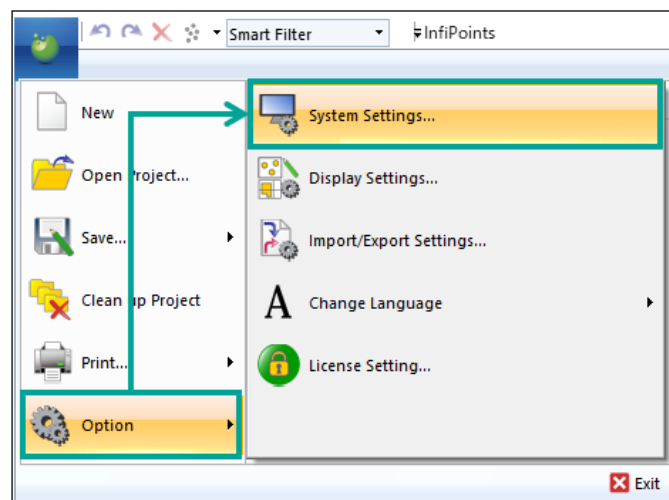 Smart Filter
InfiPoints
New
Open Project...
Save...
Clean up Project
Print...
Option
System Settings...
Display Settings...
Import/Export Settings...
A Change Language
License Setting...
Exit